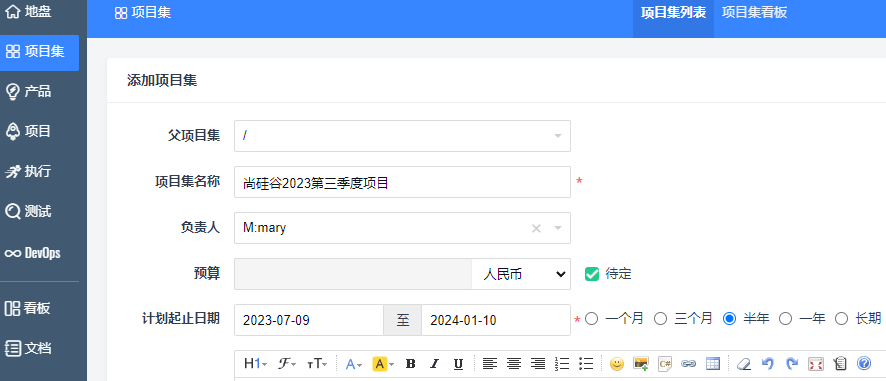 地盘
项目集
项目集列表 项目集看板
项目集
产品
项目
执行
测试
DevOps
看板
文档
添加项目集
父项目集 /
项目集名称 尚硅谷2023第三季度项目 *
负责人 M:mary
预算 人民币 待定
计划起止日期 2023-07-09 至 2024-01-10 * 一个月 三个月 半年 一年 长期
H1 F TT A A B I U C#